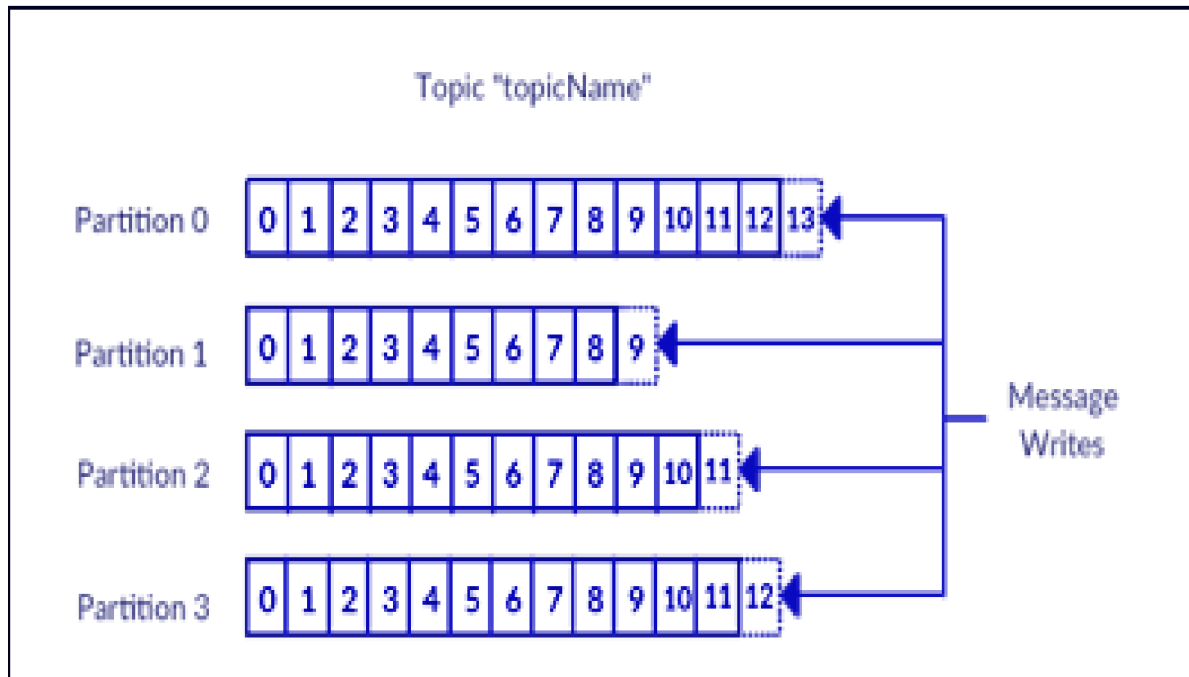 Topic "topicName"
Partition 0 0 1 2 3 4 5 6 7 8 9 10 11 12 13
Partition 1 0 1 2 3 4 5 6 7 8 9
Partition 2 0 1 2 3 4 5 6 7 8 9 10 11
Partition 3 0 1 2 3 4 5 6 7 8 9 10 11 12
Message
Writes